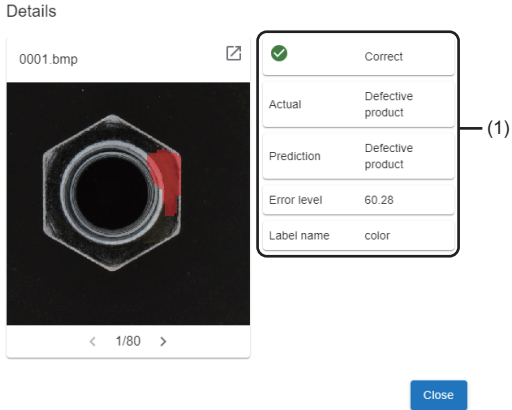 Details
0001.bmp
Correct
Actual
Defective
product
Prediction
Defective
product
Error level 60.28
Label name color
(1)
1/80
Close